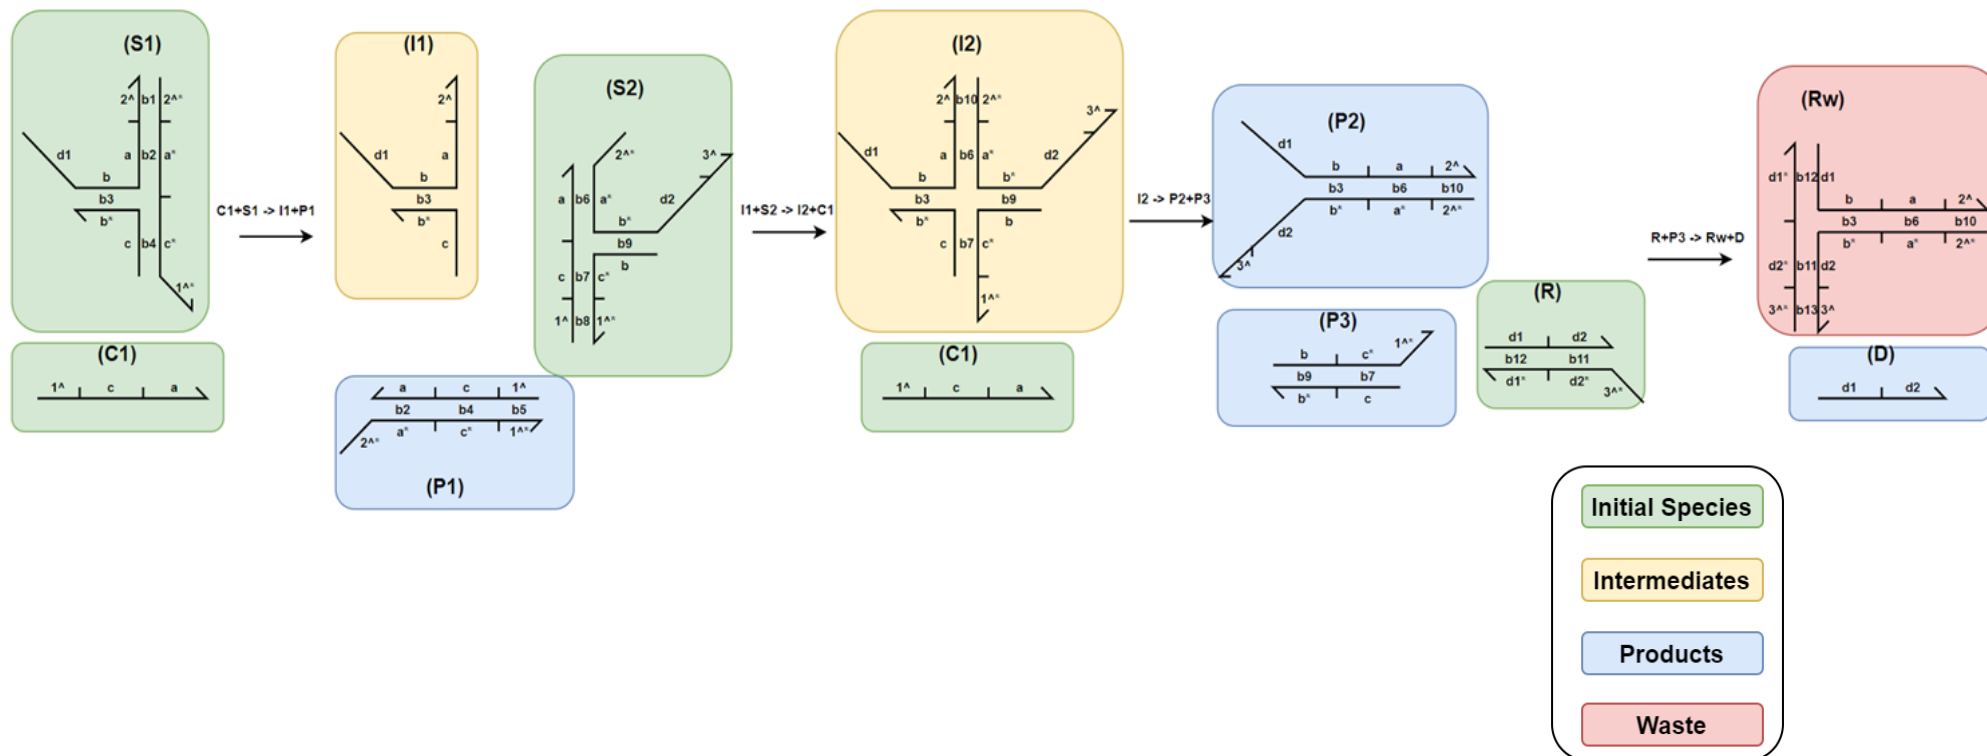 (S1)
2^ b1 2^*
d1 a b2 a*
b
b3
b*
c b4 c*
1^*
(C1)
1^ c a
C1+S1 -> I1+P1
(I1)
2^
d1 a
b
b3
b*
c
a c 1^
b2 b4 b5
a* c* 1^*
2^*
(P1)
(S2)
2^*
3^
a b6 a*
d2
b*
b9
b
c b7 c*
1^ b8 1^*
I1+S2 -> I2+C1
(I2)
2^ b10 2^*
3^
d1 a b6 a* d2
b b*
b3 b9
b* b
c b7 c*
1^*
(C1)
1^ c a
I2 -> P2+P3
(P2)
d1
b a 2^
b3 b6 b10
b* a* 2^*
d2
3^
(P3)
1^*
b c*
b9 b7
b* c
(R)
d1 d2
b12 b11
d1* d2*
3^*
R+P3 -> Rw+D
(Rw)
d1* b12 d1
b a 2^
b3 b6 b10
b* a* 2^*
d2* b11 d2
3^* b13 3^
(D)
d1 d2
Initial Species
Intermediates
Products
Waste